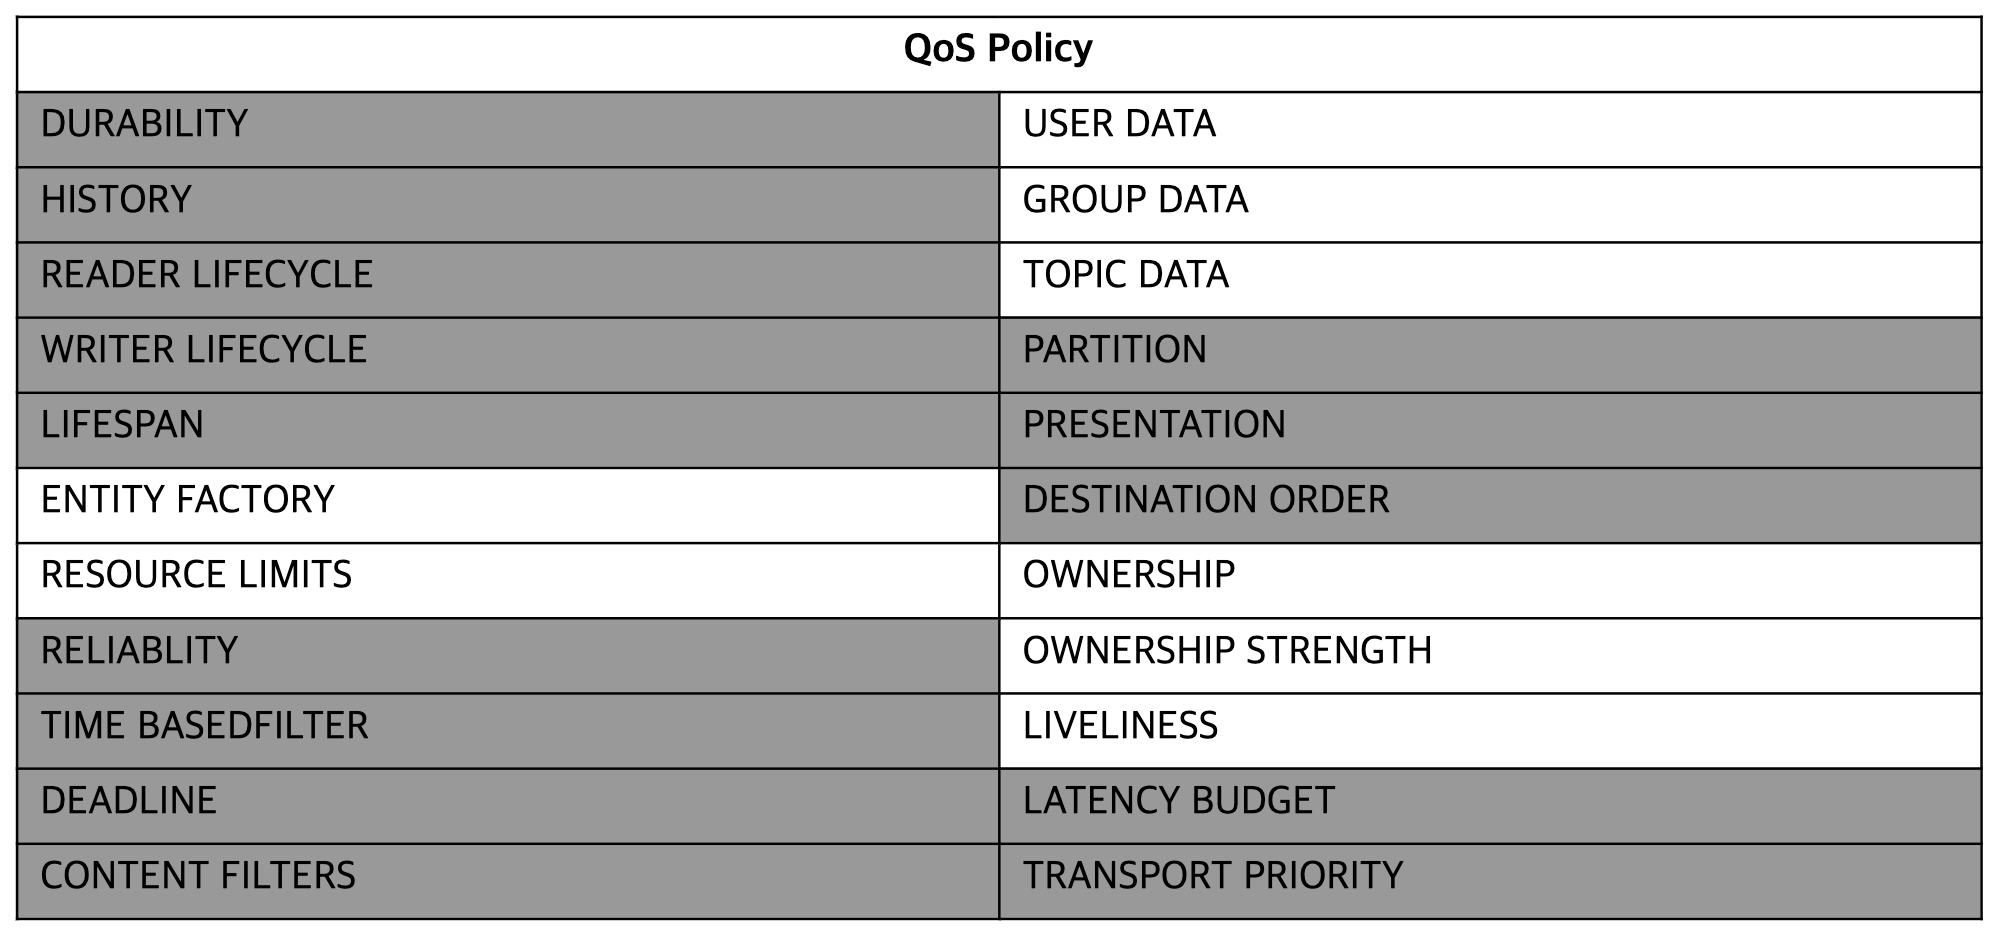 QoS Policy
DURABILITY USER DATA
HISTORY GROUP DATA
READER LIFECYCLE TOPIC DATA
WRITER LIFECYCLE PARTITION
LIFESPAN PRESENTATION
ENTITY FACTORY DESTINATION ORDER
RESOURCE LIMITS OWNERSHIP
RELIABLITY OWNERSHIP STRENGTH
TIME BASEDFILTER LIVELINESS
DEADLINE LATENCY BUDGET
CONTENT FILTERS TRANSPORT PRIORITY